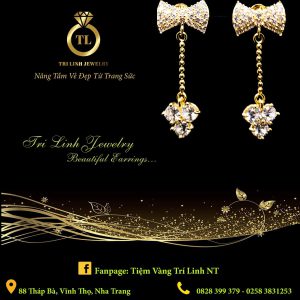 TL
TRI LINH JEWELRY
Nâng Tầm Vẻ Đẹp Từ Trang Sức
Tri Linh Jewelry
Beautiful Earrings...
f Fanpage: Tiệm Vàng Trí Linh NT
88 Tháp Bà, Vĩnh Thọ, Nha Trang
0828 399 379 - 0258 3831253